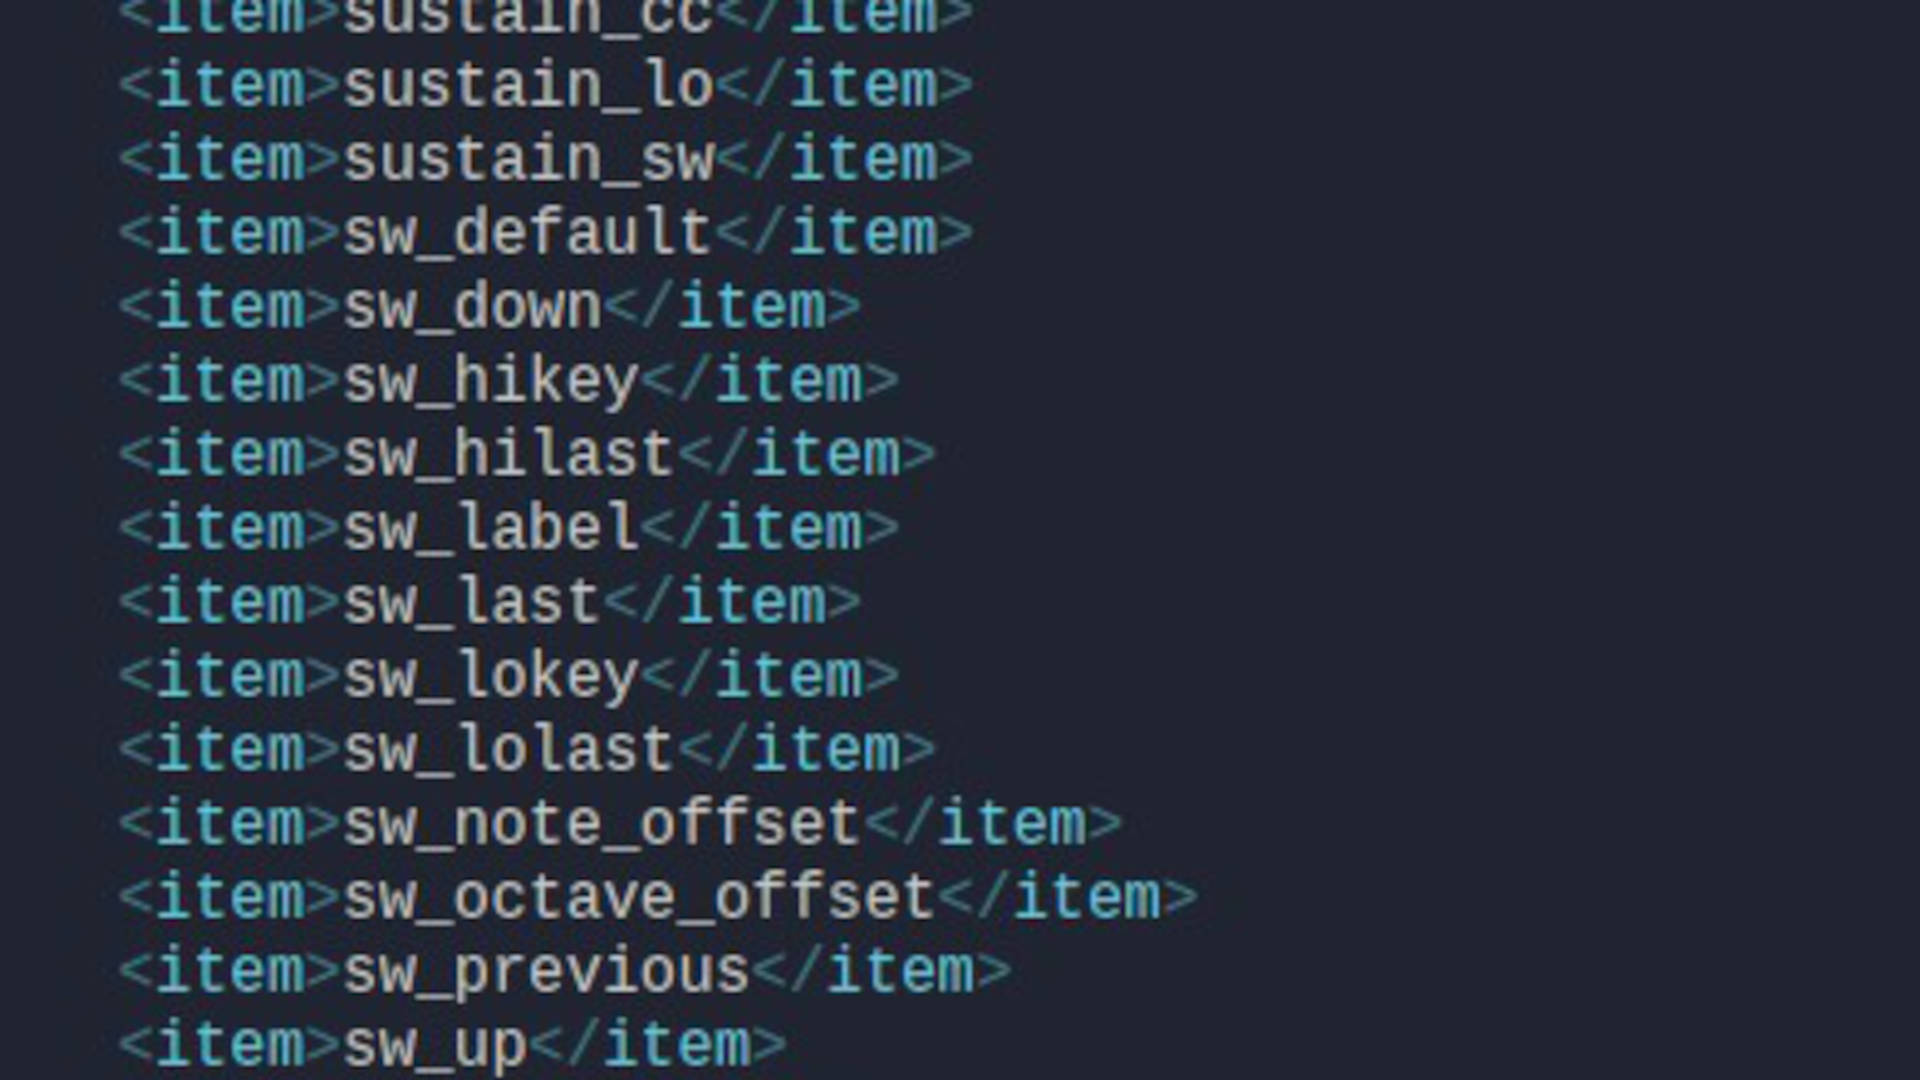 <item>sustain_cc</item>
<item>sustain_lo</item>
<item>sustain_sw</item>
<item>sw_default</item>
<item>sw_down</item>
<item>sw_hikey</item>
<item>sw_hilast</item>
<item>sw_label</item>
<item>sw_last</item>
<item>sw_lokey</item>
<item>sw_lolast</item>
<item>sw_note_offset</item>
<item>sw_octave_offset</item>
<item>sw_previous</item>
<item>sw_up</item>